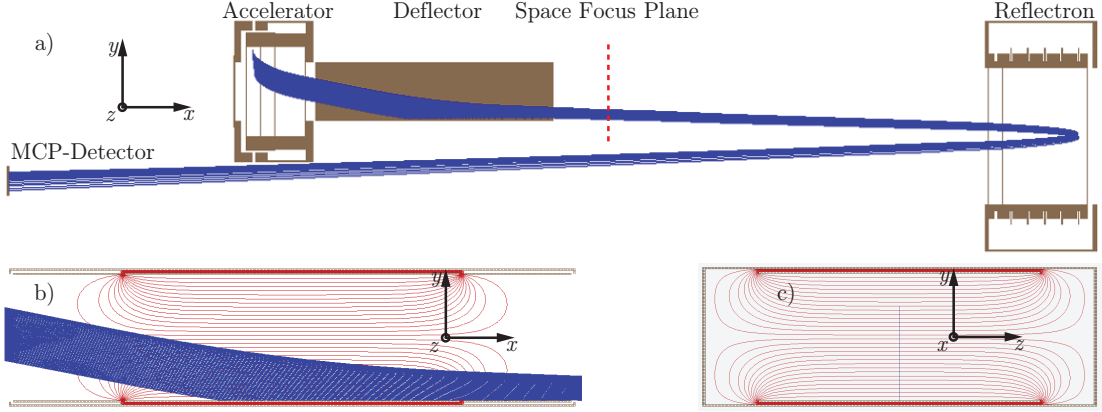 Accelerator Deflector Space Focus Plane Reflectron
a)
y
z x
MCP-Detector
b) y
z x
c) y
x z